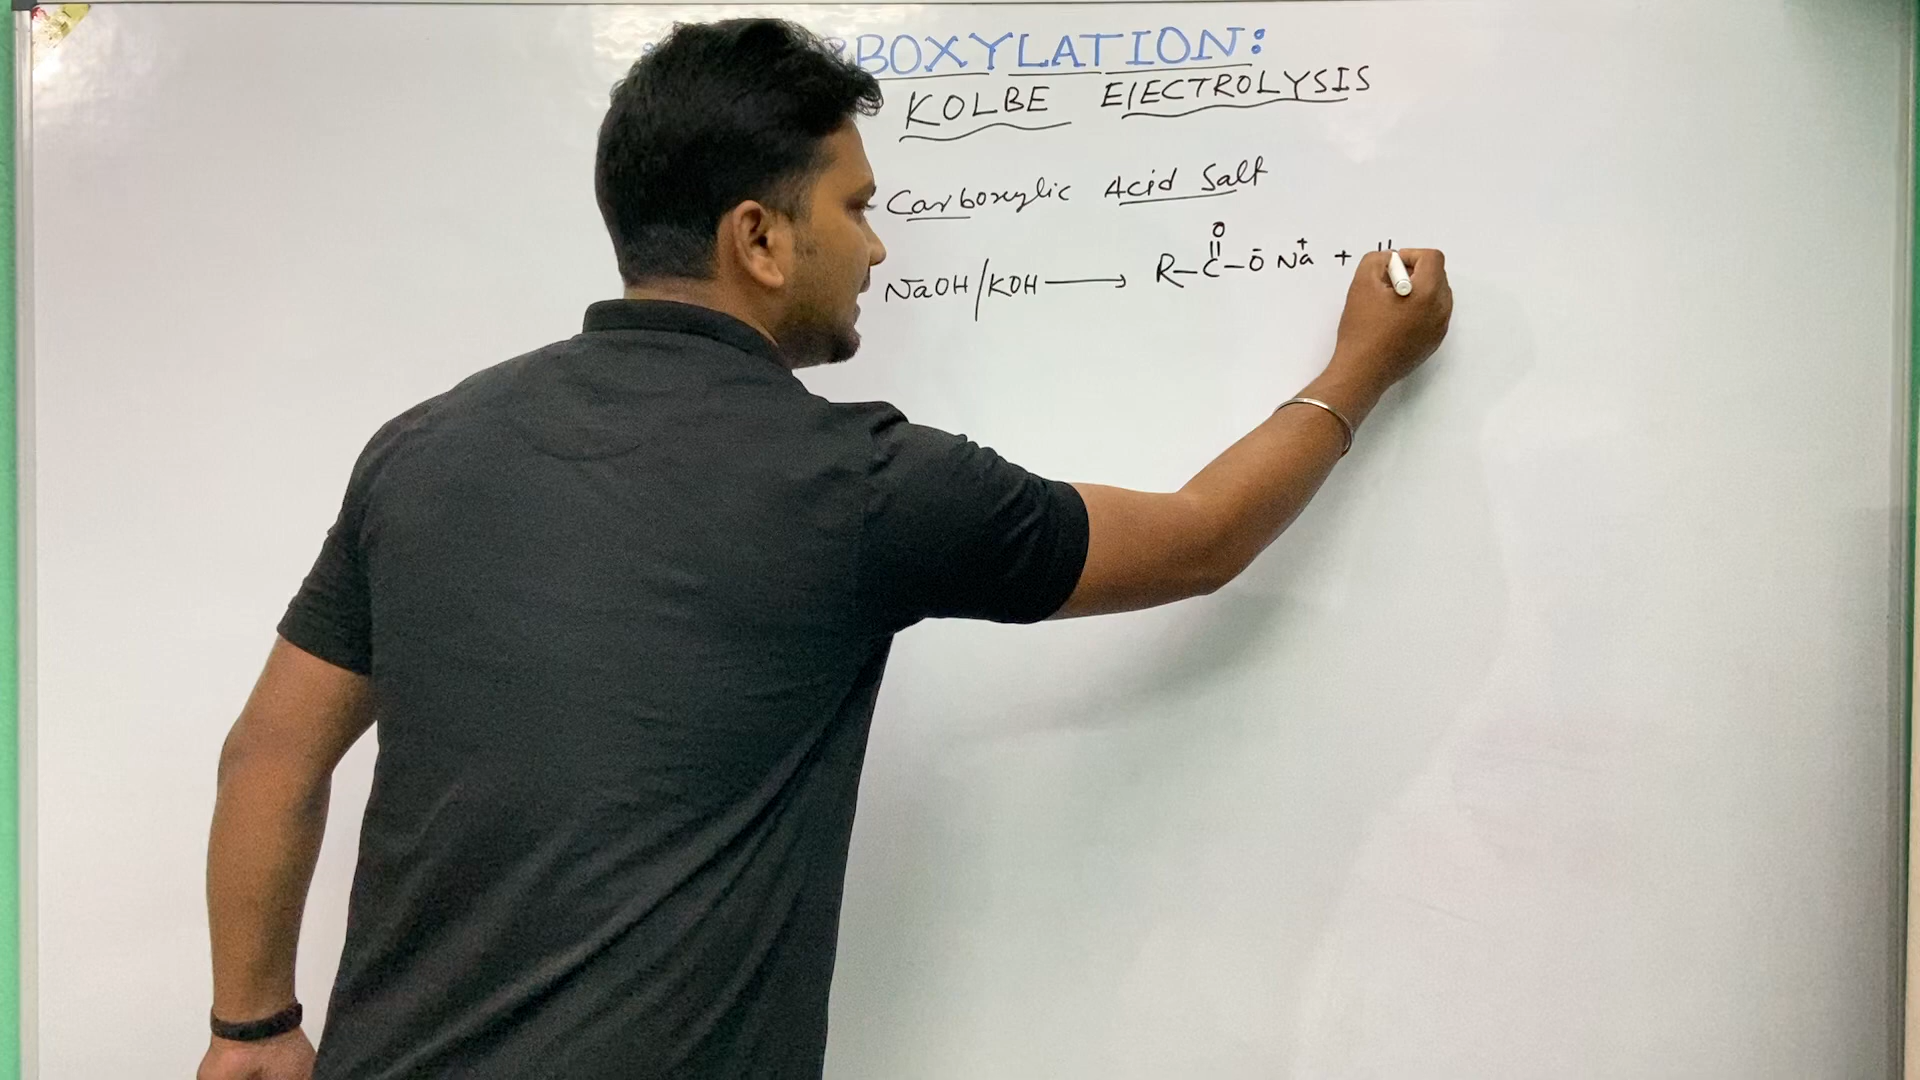 BOXYLATION:
KOLBE ElECTROLYSIS
Carboxylic Acid Salt
O
NaOH/KOH ⟶ R–C–O⁻ Na⁺ +